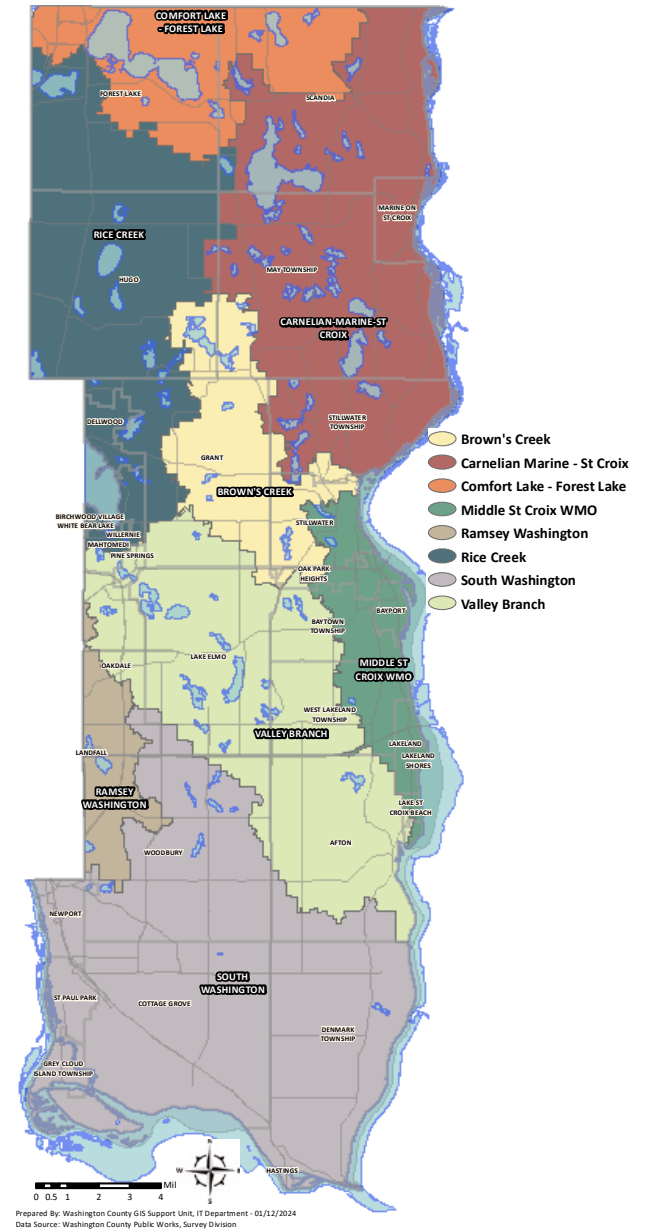 COMFORT LAKE
- FOREST LAKE
FOREST LAKE
SCANDIA
MARINE ON
ST CROIX
RICE CREEK
MAY TOWNSHIP
HUGO
CARNELIAN-MARINE-ST
CROIX
DELLWOOD
STILLWATER
TOWNSHIP
Brown's Creek
Carnelian Marine - St Croix
Comfort Lake - Forest Lake
Middle St Croix WMO
Ramsey Washington
Rice Creek
South Washington
Valley Branch
GRANT
BROWN'S CREEK
BIRCHWOOD VILLAGE
WHITE BEAR LAKE
WILLERNIE
MAHTOMEDI
PINE SPRINGS
STILLWATER
OAK PARK
HEIGHTS
BAYPORT
BAYTOWN
TOWNSHIP
LAKE ELMO
OAKDALE
MIDDLE ST
CROIX WMO
WEST LAKELAND
TOWNSHIP
VALLEY BRANCH
LANDFALL
LAKELAND
LAKELAND
SHORES
RAMSEY
WASHINGTON
LAKE ST
CROIX BEACH
AFTON
WOODBURY
NEWPORT
SOUTH
WASHINGTON
ST PAUL PARK
COTTAGE GROVE
DENMARK
TOWNSHIP
GREY CLOUD
ISLAND TOWNSHIP
HASTINGS
N
W E
S
Mil
0 0.5 1 2 3 4
Prepared By: Washington County GIS Support Unit, IT Department - 01/12/2024
Data Source: Washington County Public Works, Survey Division